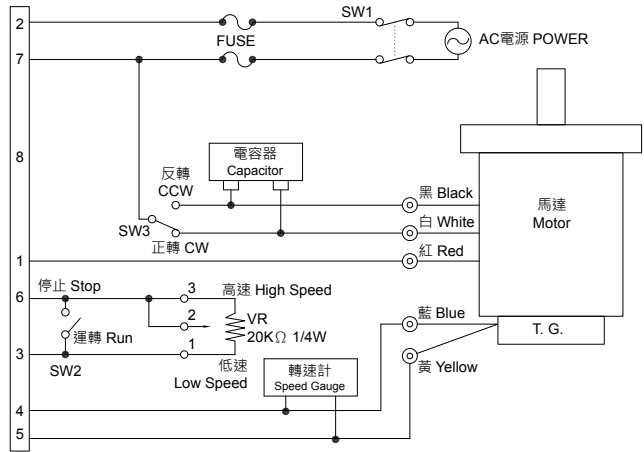 2
FUSE
SW1
AC電源 POWER
7
8
電容器
Capacitor
反轉
CCW
SW3
正轉 CW
黑 Black
白 White
紅 Red
馬達
Motor
1
停止 Stop
6
運轉 Run
SW2
3
3
2
1
高速 High Speed
VR
20KΩ 1/4W
低速
Low Speed
藍 Blue
T. G.
黃 Yellow
轉速計
Speed Gauge
4
5